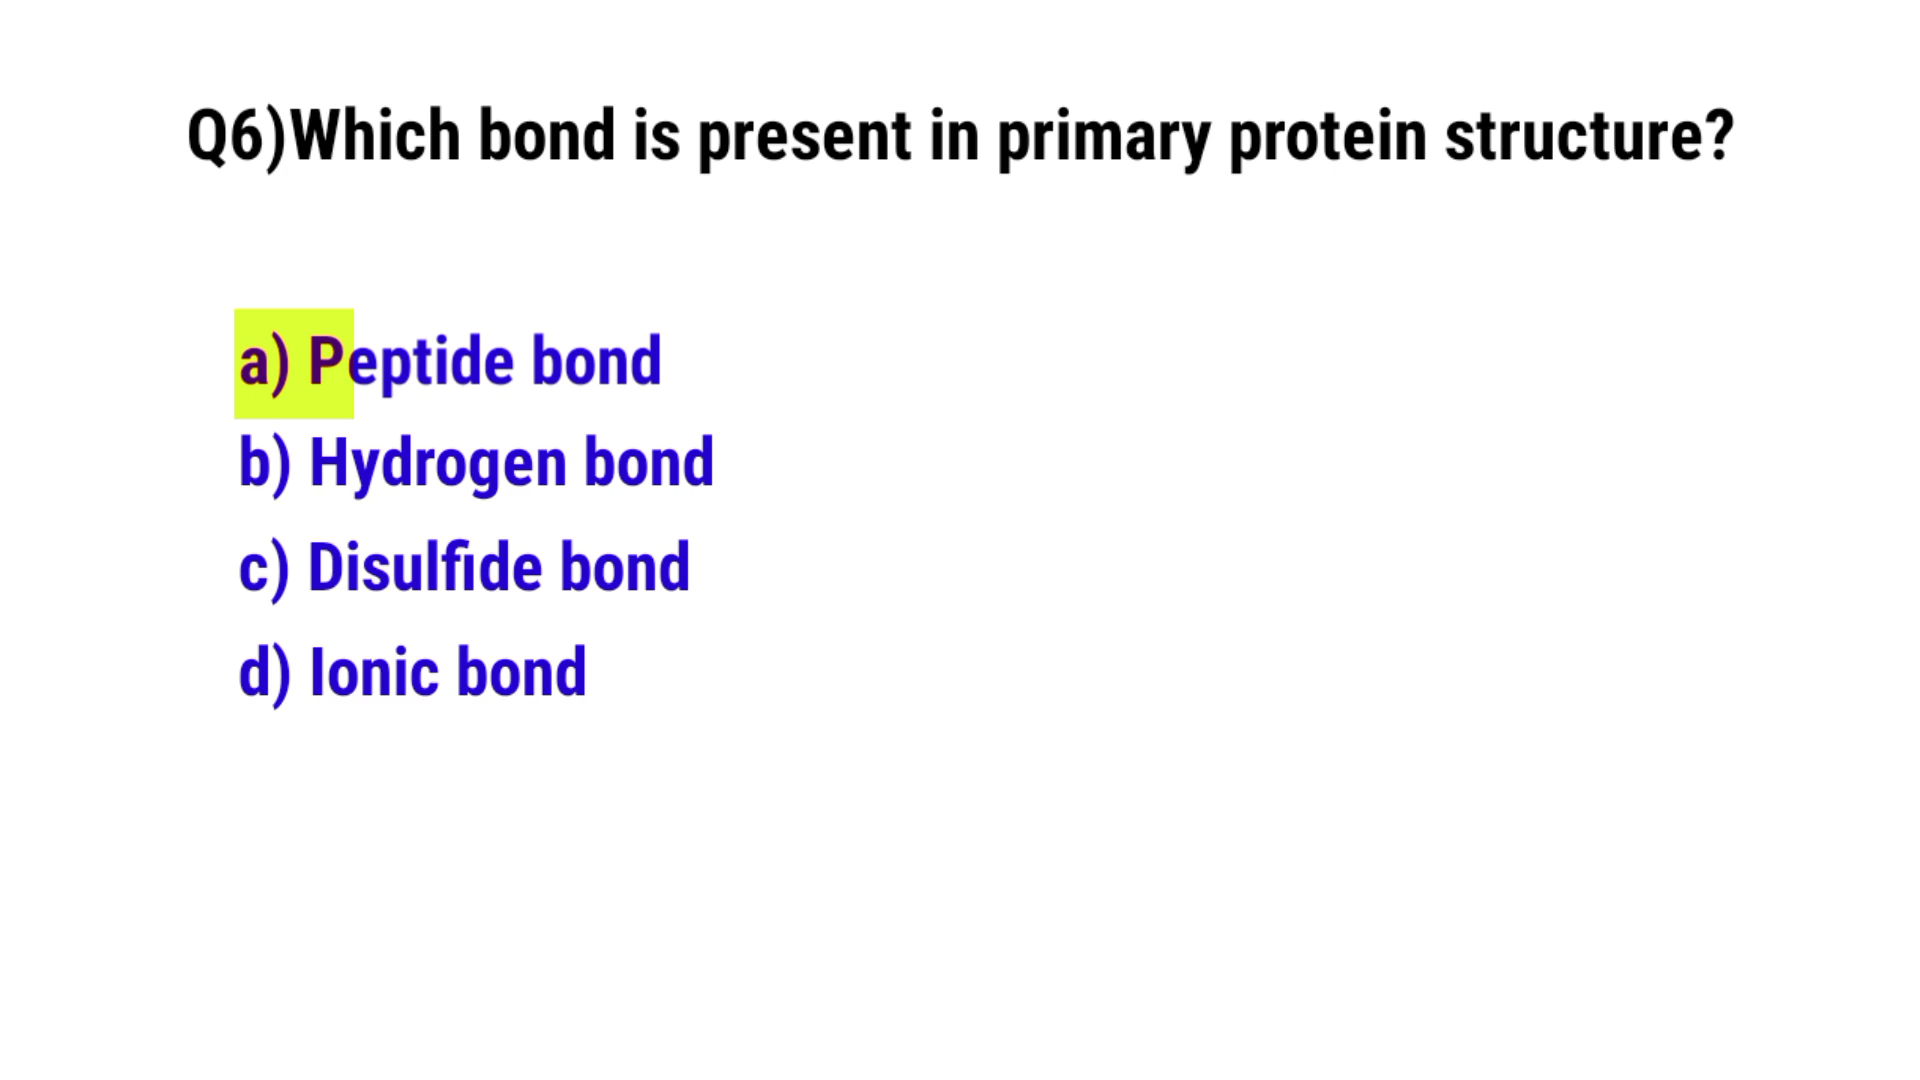 Q6)Which bond is present in primary protein structure?
a) Peptide bond
b) Hydrogen bond
c) Disulfide bond
d) Ionic bond